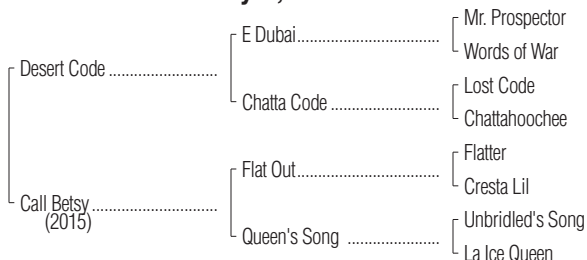 Mr. Prospector
E Dubai
Words of War
Desert Code
Lost Code
Chatta Code
Chattahoochee
Flatter
Flat Out
Cresta Lil
Call Betsy
(2015)
Unbridled's Song
Queen's Song
La Ice Queen